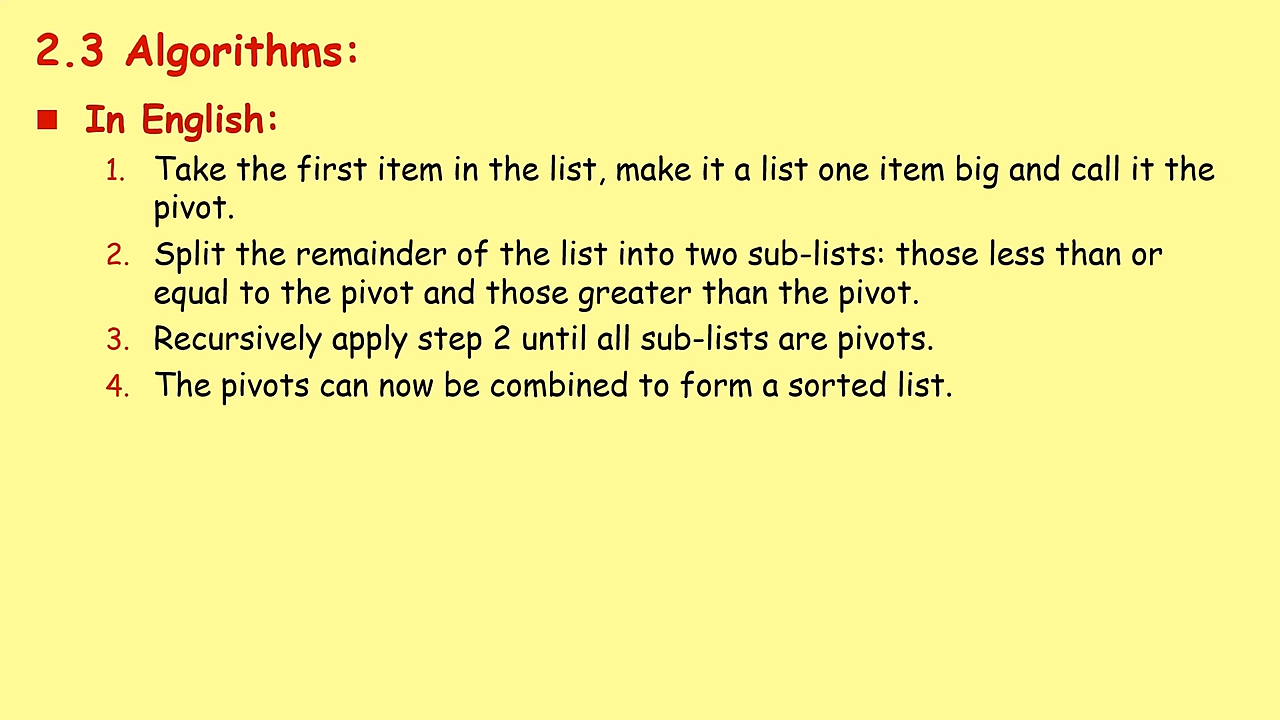 2.3 Algorithms:
■ In English:
1. Take the first item in the list, make it a list one item big and call it the
pivot.
2. Split the remainder of the list into two sub-lists: those less than or
equal to the pivot and those greater than the pivot.
3. Recursively apply step 2 until all sub-lists are pivots.
4. The pivots can now be combined to form a sorted list.